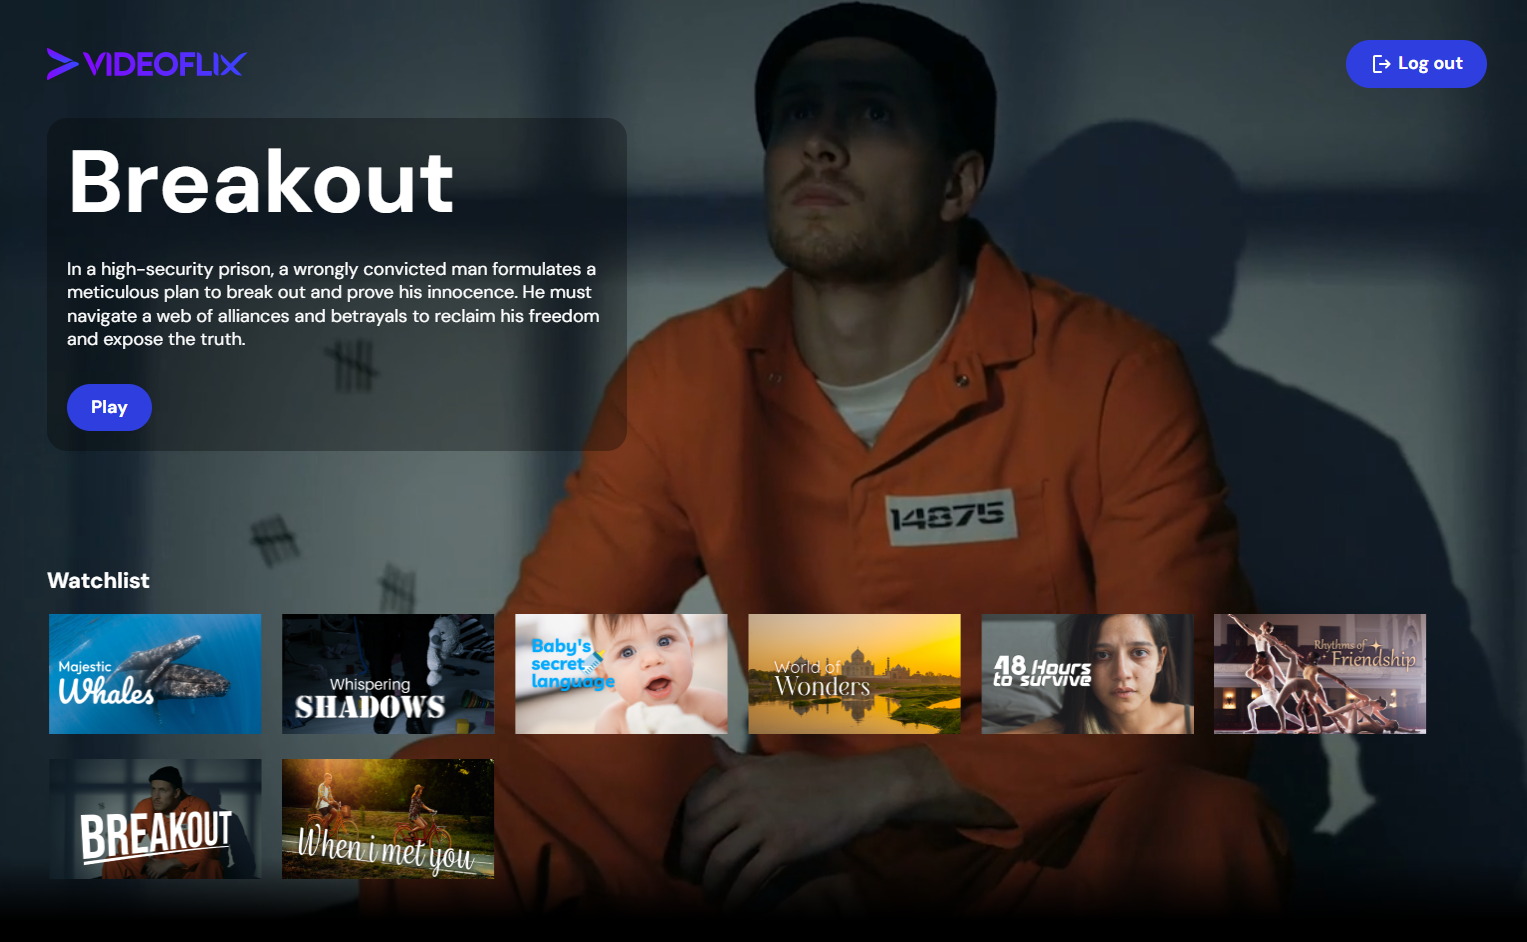 VIDEOFLIX
Log out
Breakout
In a high-security prison, a wrongly convicted man formulates a
meticulous plan to break out and prove his innocence. He must
navigate a web of alliances and betrayals to reclaim his freedom
and expose the truth.
Play
14875
Watchlist
Majestic
Whales
Whispering
SHADOWS
Baby's
secret
language
World of
Wonders
48 Hours
to survive
Rhythms of
Friendship
BREAKOUT
When i met you